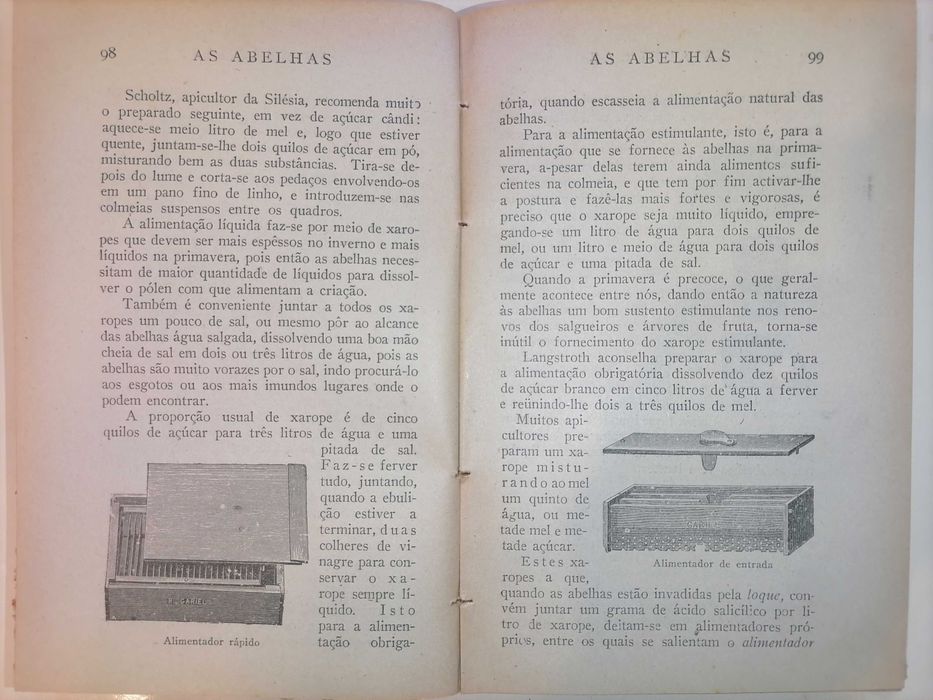 98
AS ABELHAS
Scholtz, apicultor da Silésia, recomenda muito
o preparado seguinte, em vez de açúcar cândi:
aquece-se meio litro de mel e, logo que estiver
quente, juntam-se-lhe dois quilos de açúcar em pó,
misturando bem as duas substâncias. Tira-se de-
pois do lume e corta-se aos pedaços envolvendo-os
em um pano fino de linho, e introduzem-se nas
colmeias suspensos entre os quadros.
A alimentação líquida faz-se por meio de xaro-
pes que devem ser mais espêssos no inverno e mais
líquidos na primavera, pois então as abelhas neces-
sitam de maior quantidade de líquidos para dissol-
ver o pólen com que alimentam a criação.
Também é conveniente juntar a todos os xa-
ropes um pouco de sal, ou mesmo pôr ao alcance
das abelhas água salgada, dissolvendo uma boa mão
cheia de sal em dois ou três litros de água, pois as
abelhas são muito vorazes por o sal, indo procurá-lo
aos esgotos ou aos mais imundos lugares onde o
podem encontrar.
A proporção usual de xarope é de cinco
quilos de açúcar para três litros de água e uma
pitada de sal.
Faz-se ferver
tudo, juntando,
quando a ebuli-
ção estiver a
terminar, duas
colheres de vi-
nagre para con-
servar o xa-
rope sempre lí-
quido. Isto
para a alimen-
tação obriga-
R. GARIEL
Alimentador rápido
AS ABELHAS
99
tória, quando escasseia a alimentação natural das
abelhas.
Para a alimentação estimulante, isto é, para a
alimentação que se fornece às abelhas na prima-
vera, a-pesar delas terem ainda alimentos sufi-
cientes na colmeia, e que tem por fim activar-lhe
a postura e fazê-las mais fortes e vigorosas, é
preciso que o xarope seja muito líquido, empre-
gando-se um litro de água para dois quilos de
mel, ou um litro e meio de água para dois quilos
de açúcar e uma pitada de sal.
Quando a primavera é precoce, o que geral-
mente acontece entre nós, dando então a natureza
às abelhas um bom sustento estimulante nos reno-
vos dos salgueiros e árvores de fruta, torna-se
inútil o fornecimento do xarope estimulante.
Langstroth aconselha preparar o xarope para
a alimentação obrigatória dissolvendo dez quilos
de açúcar branco em cinco litros de água a ferver
e reünindo-lhe dois a três quilos de mel.
Muitos api-
cultores pre-
param um xa-
rope mistu-
rando ao mel
um quinto de
água, ou me-
tade mel e me-
tade açúcar.
Estes xa-
ropes a que,
GARIEL
Alimentador de entrada
quando as abelhas estão invadidas pela loque, con-
vém juntar um grama de ácido salicílico por li-
tro de xarope, deitam-se em alimentadores pró-
prios, entre os quais se salientam o alimentador